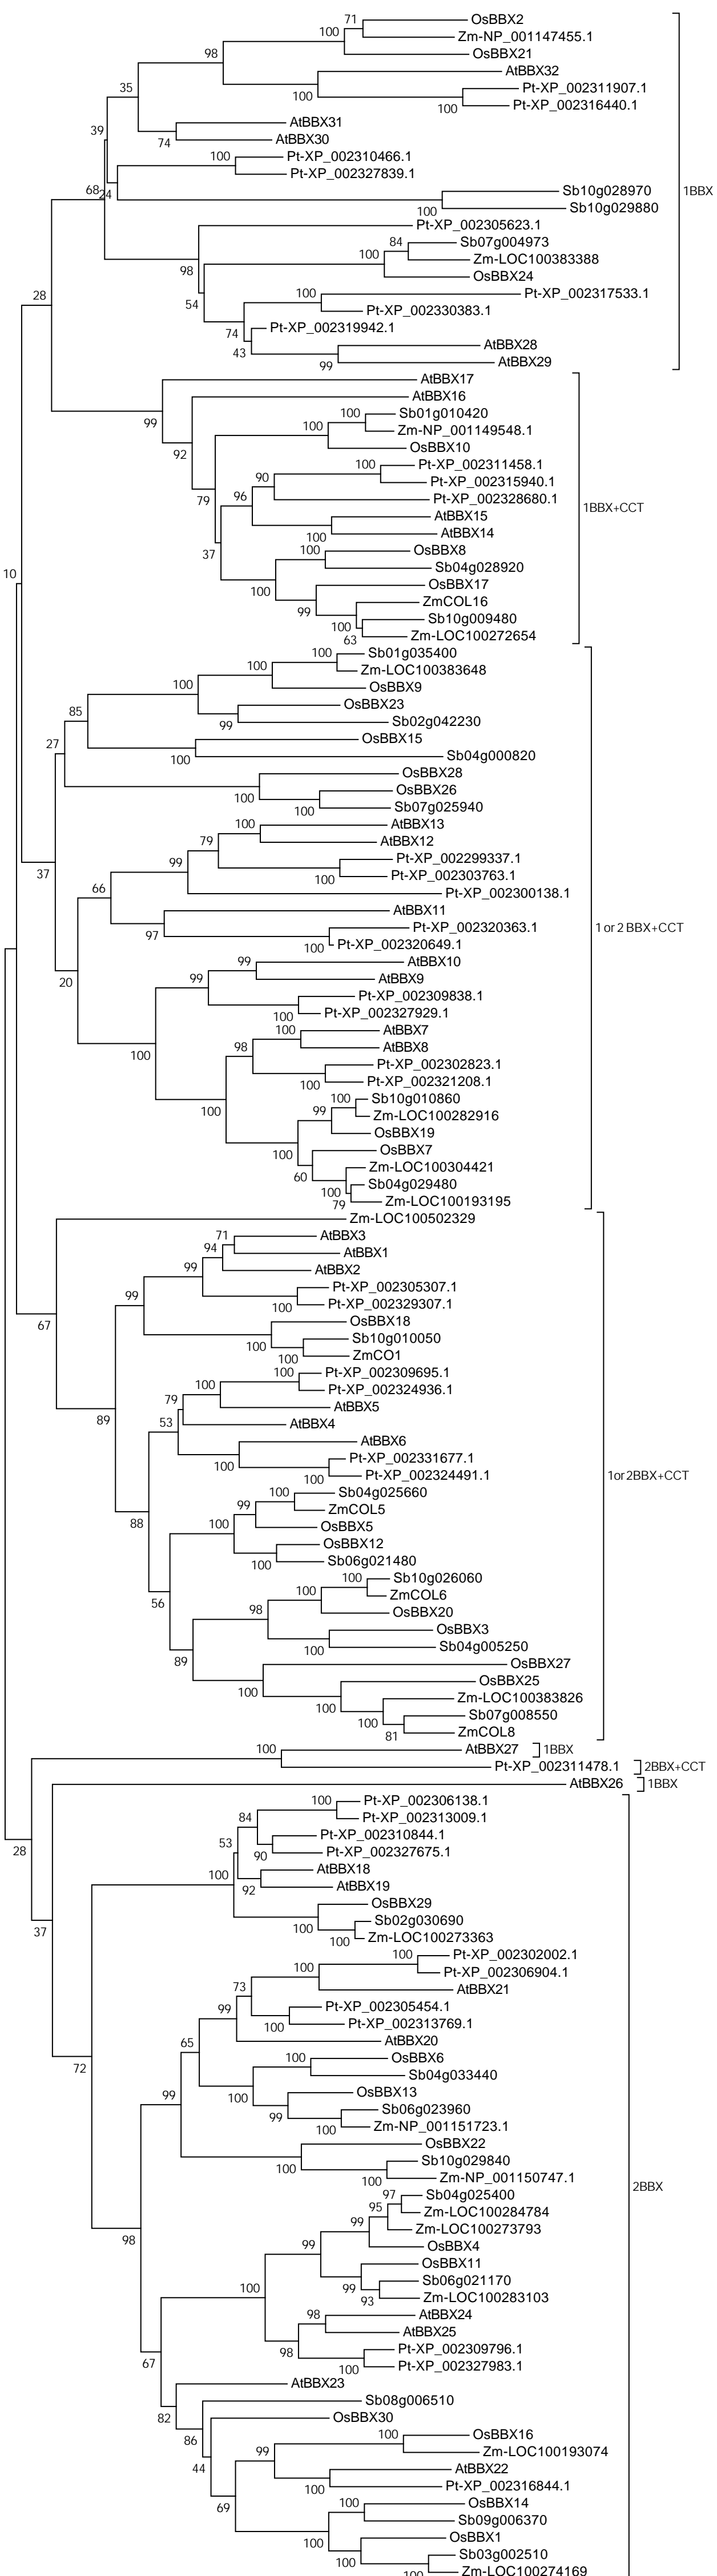 71 OsBBX2
100 Zm-NP_001147455.1
98 OsBBX21
35 AtBBX32
100 Pt-XP_002311907.1
100 Pt-XP_002316440.1
39 AtBBX31
74 AtBBX30
100 Pt-XP_002310466.1
Pt-XP_002327839.1
68 24 Sb10g028970
1BBX
100 Sb10g029880
Pt-XP_002305623.1
84 Sb07g004973
100 Zm-LOC100383388
98 OsBBX24
54 100 Pt-XP_002317533.1
28 Pt-XP_002330383.1
74 Pt-XP_002319942.1
43 AtBBX28
99 AtBBX29
AtBBX17
99 AtBBX16
100 Sb01g010420
100 Zm-NP_001149548.1
92 OsBBX10
100 Pt-XP_002311458.1
90 Pt-XP_002315940.1
79 96 Pt-XP_002328680.1
1BBX+CCT
AtBBX15
100 AtBBX14
37 100 OsBBX8
Sb04g028920
10 100 OsBBX17
99 ZmCOL16
100 Sb10g009480
63 Zm-LOC100272654
100 Sb01g035400
100 Zm-LOC100383648
100 OsBBX9
OsBBX23
85 99 Sb02g042230
27 OsBBX15
100 Sb04g000820
OsBBX28
100 OsBBX26
100 Sb07g025940
100 AtBBX13
79 AtBBX12
99 Pt-XP_002299337.1
37 100 Pt-XP_002303763.1
66 Pt-XP_002300138.1
AtBBX11
97 Pt-XP_002320363.1
1 or 2 BBX+CCT
100 Pt-XP_002320649.1
99 AtBBX10
20 99 AtBBX9
Pt-XP_002309838.1
100 Pt-XP_002327929.1
100 AtBBX7
100 98 AtBBX8
Pt-XP_002302823.1
100 Pt-XP_002321208.1
100 100 Sb10g010860
99 Zm-LOC100282916
OsBBX19
100 OsBBX7
60 Zm-LOC100304421
100 Sb04g029480
79 Zm-LOC100193195
Zm-LOC100502329
71 AtBBX3
94 AtBBX1
99 AtBBX2
Pt-XP_002305307.1
99 100 Pt-XP_002329307.1
67 OsBBX18
100 Sb10g010050
100 ZmCO1
100 Pt-XP_002309695.1
100 Pt-XP_002324936.1
79 AtBBX5
89 53 AtBBX4
AtBBX6
100 Pt-XP_002331677.1
100 Pt-XP_002324491.1
1or2BBX+CCT
100 Sb04g025660
99 ZmCOL5
88 100 OsBBX5
OsBBX12
100 Sb06g021480
100 Sb10g026060
100 ZmCOL6
56 98 OsBBX20
OsBBX3
100 Sb04g005250
89 OsBBX27
100 OsBBX25
100 Zm-LOC100383826
100 Sb07g008550
81 ZmCOL8
100 AtBBX27
1BBX
Pt-XP_002311478.1
2BBX+CCT
AtBBX26
1BBX
100 Pt-XP_002306138.1
84 Pt-XP_002313009.1
53 Pt-XP_002310844.1
28 90 Pt-XP_002327675.1
100 AtBBX18
92 AtBBX19
OsBBX29
37 100 Sb02g030690
100 Zm-LOC100273363
100 Pt-XP_002302002.1
100 Pt-XP_002306904.1
73 AtBBX21
99 Pt-XP_002305454.1
100 Pt-XP_002313769.1
65 AtBBX20
72 100 OsBBX6
Sb04g033440
99 100 OsBBX13
99 Sb06g023960
100 Zm-NP_001151723.1
OsBBX22
100 Sb10g029840
100 Zm-NP_001150747.1
2BBX
97 Sb04g025400
95 Zm-LOC100284784
99 Zm-LOC100273793
98 99 OsBBX4
OsBBX11
99 Sb06g021170
100 93 Zm-LOC100283103
98 AtBBX24
AtBBX25
98 Pt-XP_002309796.1
67 100 Pt-XP_002327983.1
AtBBX23
82 Sb08g006510
86 OsBBX30
100 OsBBX16
99 Zm-LOC100193074
44 AtBBX22
100 Pt-XP_002316844.1
69 100 OsBBX14
Sb09g006370
100 OsBBX1
100 Sb03g002510
100 Zm-LOC100274169